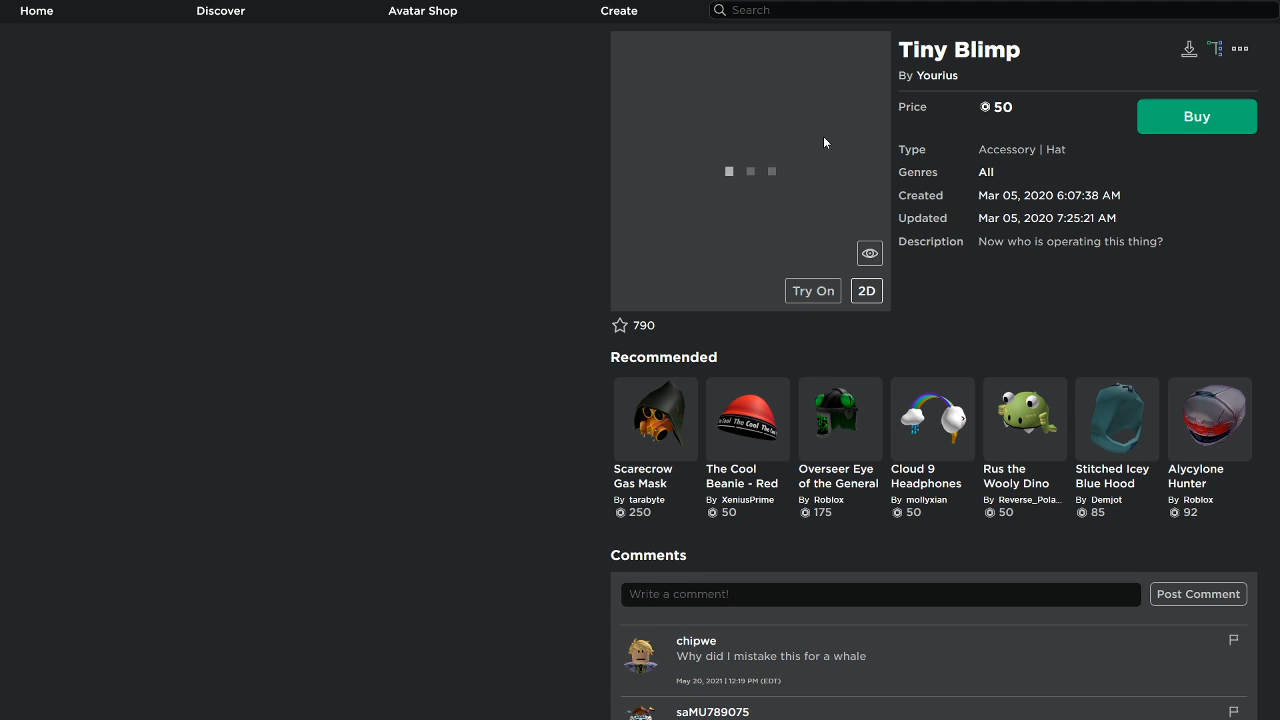 Home Discover Avatar Shop Create Search
Tiny Blimp
By Yourius
Price 50
Buy
Type Accessory | Hat
Genres All
Created Mar 05, 2020 6:07:38 AM
Updated Mar 05, 2020 7:25:21 AM
Description Now who is operating this thing?
Try On 2D
790
Recommended
Scarecrow
Gas Mask
By tarabyte
250
The Cool
Beanie - Red
By XeniusPrime
50
Overseer Eye
of the General
By Roblox
175
Cloud 9
Headphones
By mollyxian
50
Rus the
Wooly Dino
By Reverse_Pola...
50
Stitched Icey
Blue Hood
By Demjot
85
Alycylone
Hunter
By Roblox
92
Comments
Write a comment! Post Comment
chipwe
Why did I mistake this for a whale
May 20, 2021 | 12:19 PM (EDT)
saMU789075